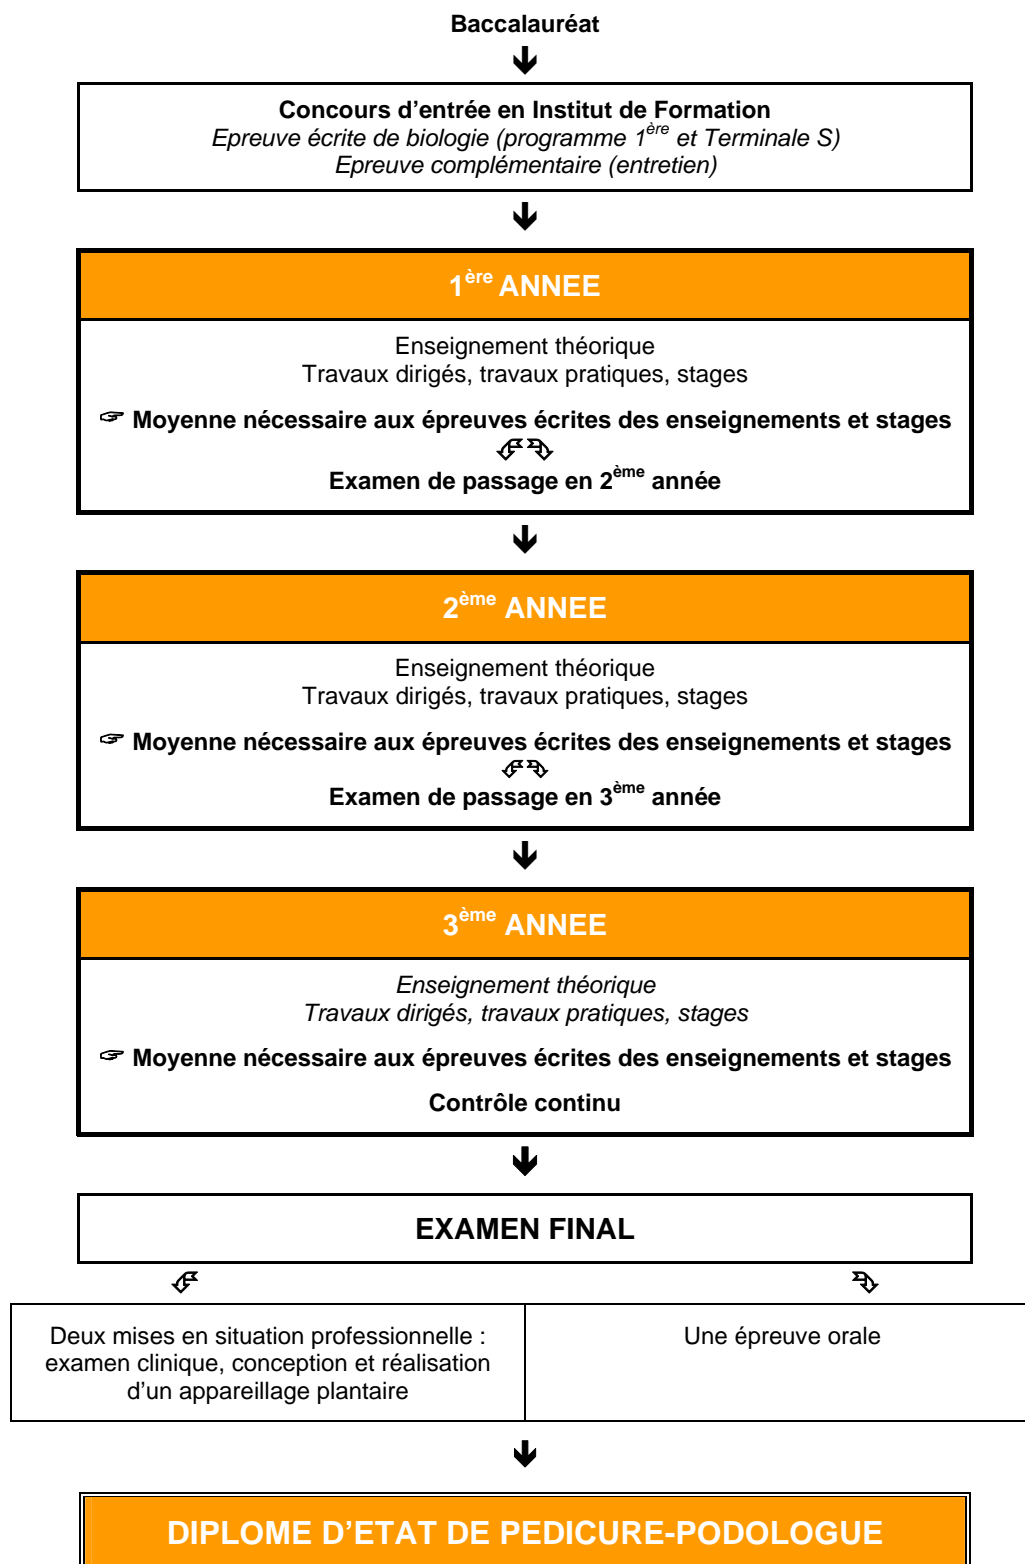 Baccalauréat
Concours d'entrée en Institut de Formation
Epreuve écrite de biologie (programme 1ère et Terminale S)
Epreuve complémentaire (entretien)
1ère ANNEE
Enseignement théorique
Travaux dirigés, travaux pratiques, stages
☞ Moyenne nécessaire aux épreuves écrites des enseignements et stages
Examen de passage en 2ème année
2ème ANNEE
Enseignement théorique
Travaux dirigés, travaux pratiques, stages
☞ Moyenne nécessaire aux épreuves écrites des enseignements et stages
Examen de passage en 3ème année
3ème ANNEE
Enseignement théorique
Travaux dirigés, travaux pratiques, stages
☞ Moyenne nécessaire aux épreuves écrites des enseignements et stages
Contrôle continu
EXAMEN FINAL
Deux mises en situation professionnelle :
examen clinique, conception et réalisation
d'un appareillage plantaire
Une épreuve orale
DIPLOME D'ETAT DE PEDICURE-PODOLOGUE